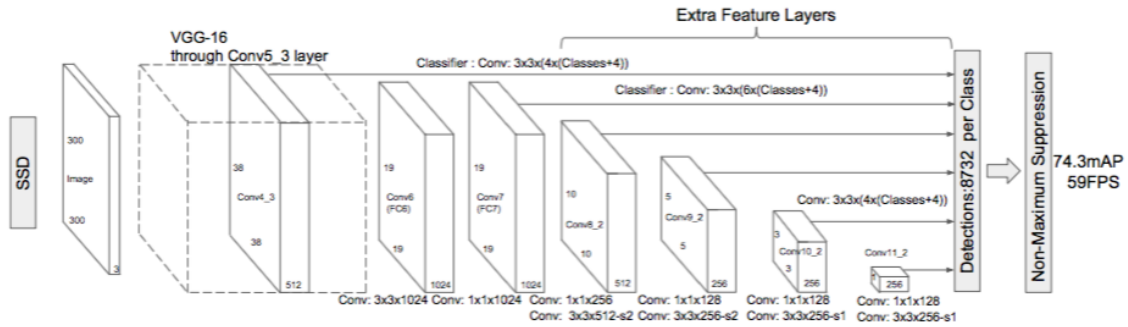 Extra Feature Layers
VGG-16
through Conv5_3 layer
Classifier : Conv: 3x3x(4x(Classes+4))
Classifier : Conv: 3x3x(6x(Classes+4))
SSD
300
Image
300
3
38
Conv4_3
38
512
19
Conv6
(FC6)
19
1024
19
Conv7
(FC7)
19
1024
10
Conv8_2
10
512
5
Conv9_2
5
256
Conv: 3x3x(4x(Classes+4))
3
Conv10_2
3
256
Conv11_2
256
Detections:8732 per Class
Non-Maximum Suppression
74.3mAP
59FPS
Conv: 3x3x1024
Conv: 1x1x1024
Conv: 1x1x256
Conv: 3x3x512-s2
Conv: 1x1x128
Conv: 3x3x256-s2
Conv: 1x1x128
Conv: 3x3x256-s1
Conv: 1x1x128
Conv: 3x3x256-s1